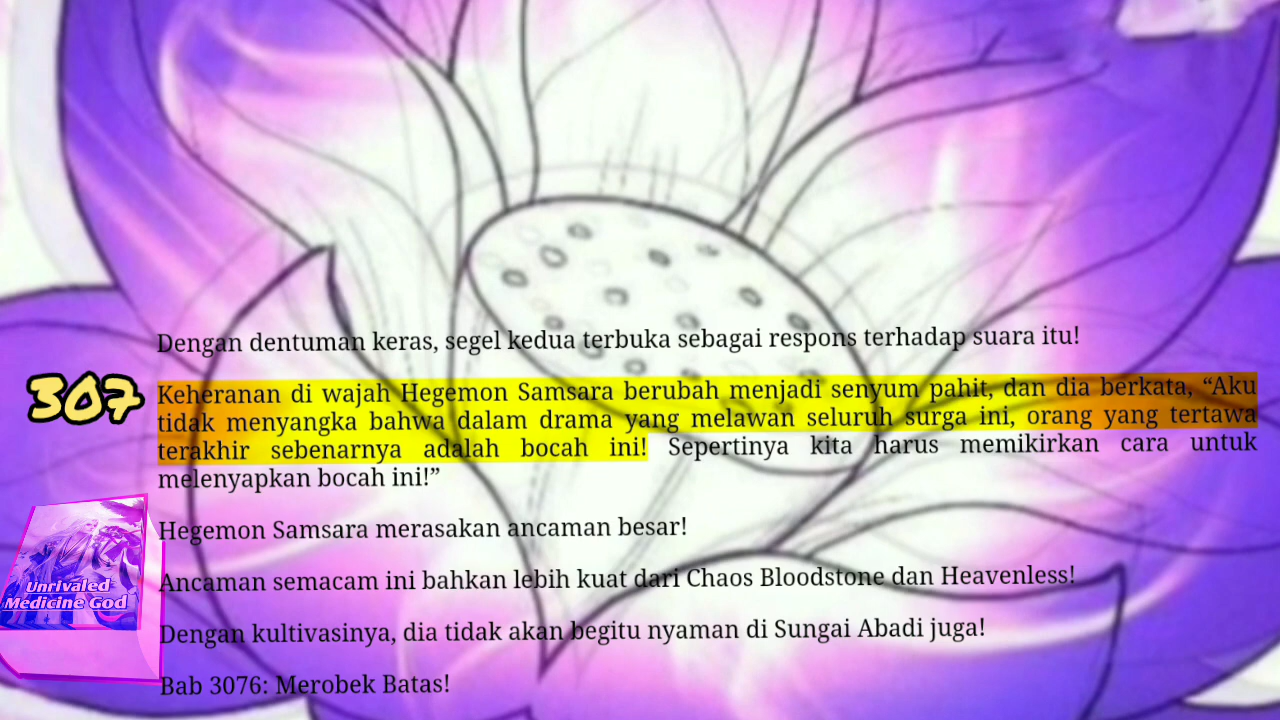 Dengan dentuman keras, segel kedua terbuka sebagai respons terhadap suara itu!
307
Keheranan di wajah Hegemon Samsara berubah menjadi senyum pahit, dan dia berkata, “Aku
tidak menyangka bahwa dalam drama yang melawan seluruh surga ini, orang yang tertawa
terakhir sebenarnya adalah bocah ini! Sepertinya kita harus memikirkan cara untuk
melenyapkan bocah ini!”
Hegemon Samsara merasakan ancaman besar!
Ancaman semacam ini bahkan lebih kuat dari Chaos Bloodstone dan Heavenless!
Dengan kultivasinya, dia tidak akan begitu nyaman di Sungai Abadi juga!
Bab 3076: Merobek Batas!
Unrivaled
Medicine God